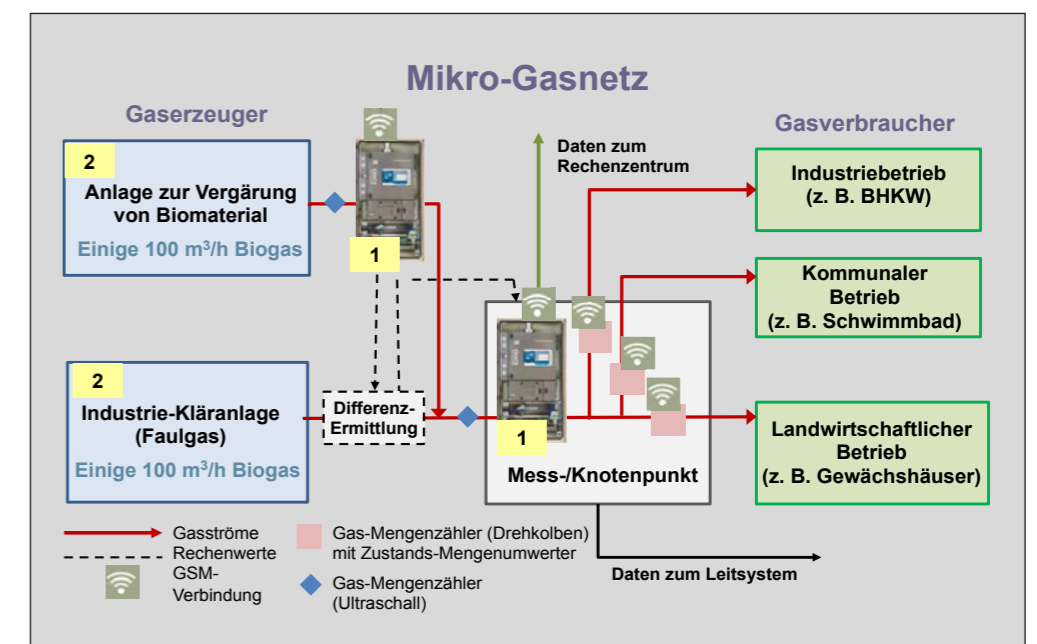 Mikro-Gasnetz
Gaserzeuger
Gasverbraucher
2
Anlage zur Vergärung
von Biomaterial
Einige 100 m³/h Biogas
1
Daten zum
Rechenzentrum
Industriebetrieb
(z. B. BHKW)
Kommunaler
Betrieb
(z. B. Schwimmbad)
2
Industrie-Kläranlage
(Faulgas)
Einige 100 m³/h Biogas
Differenz-
Ermittlung
1
Mess-/Knotenpunkt
Landwirtschaftlicher
Betrieb
(z. B. Gewächshäuser)
Gasströme
Rechenwerte
GSM-
Verbindung
Gas-Mengenzähler (Drehkolben)
mit Zustands-Mengenumwerter
Gas-Mengenzähler
(Ultraschall)
Daten zum Leitsystem